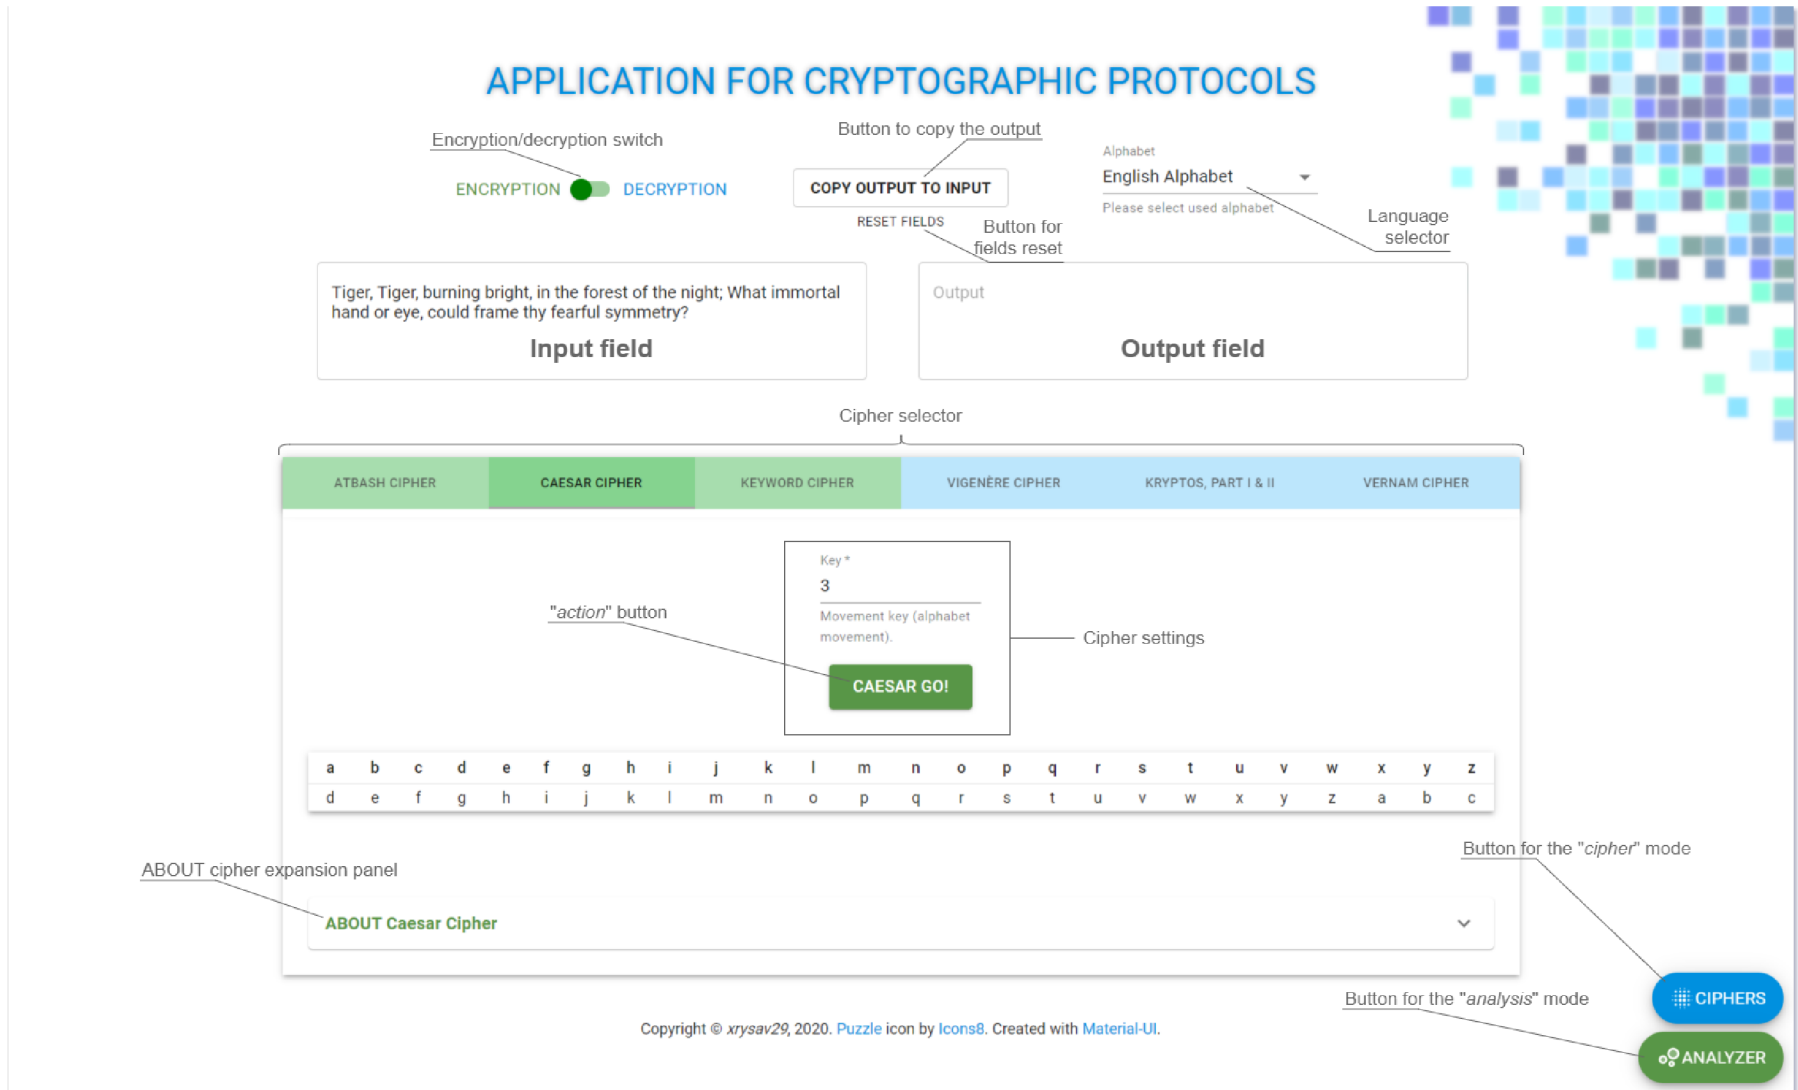 APPLICATION FOR CRYPTOGRAPHIC PROTOCOLS
Encryption/decryption switch
Button to copy the output
ENCRYPTION DECRYPTION
COPY OUTPUT TO INPUT
Alphabet
English Alphabet
Please select used alphabet
RESET FIELDS
Button for
fields reset
Language
selector
Tiger, Tiger, burning bright, in the forest of the night; What immortal
hand or eye, could frame thy fearful symmetry?
Input field
Output
Output field
Cipher selector
ATBASH CIPHER CAESAR CIPHER KEYWORD CIPHER VIGENÈRE CIPHER KRYPTOS, PART I & II VERNAM CIPHER
Key *
3
Movement key (alphabet
movement).
"action" button
Cipher settings
CAESAR GO!
a b c d e f g h i j k l m n o p q r s t u v w x y z
d e f g h i j k l m n o p q r s t u v w x y z a b c
ABOUT cipher expansion panel
Button for the "cipher" mode
ABOUT Caesar Cipher
Button for the "analysis" mode
CIPHERS
Copyright © xrysav29, 2020. Puzzle icon by Icons8. Created with Material-UI.
ANALYZER